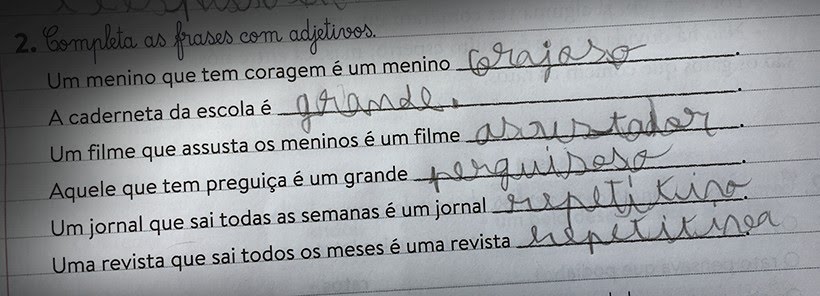 2. Completa as frases com adjetivos.
Um menino que tem coragem é um menino corajoso.
A caderneta da escola é grande.
Um filme que assusta os meninos é um filme assustador.
Aquele que tem preguiça é um grande perguisoso.
Um jornal que sai todas as semanas é um jornal repetitino.
Uma revista que sai todos os meses é uma revista repetitinea.